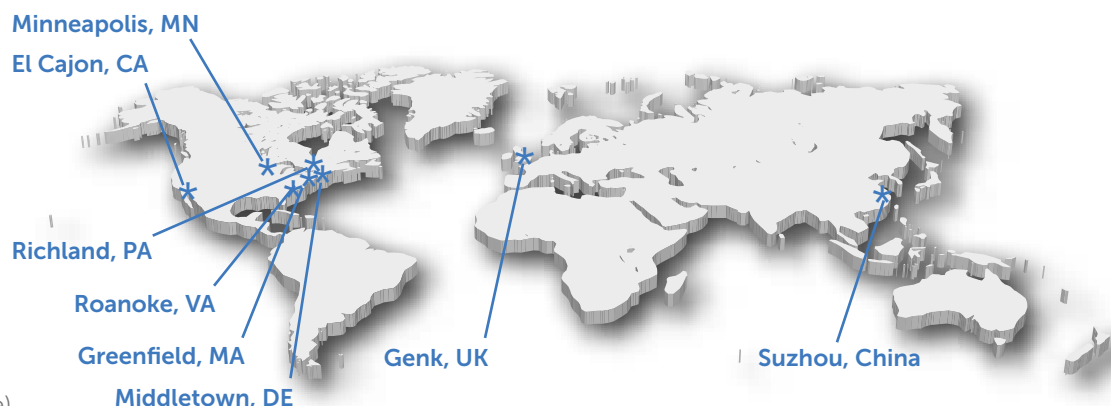 Minneapolis, MN
El Cajon, CA
Richland, PA
Roanoke, VA
Greenfield, MA
Genk, UK
Suzhou, China
Middletown, DE